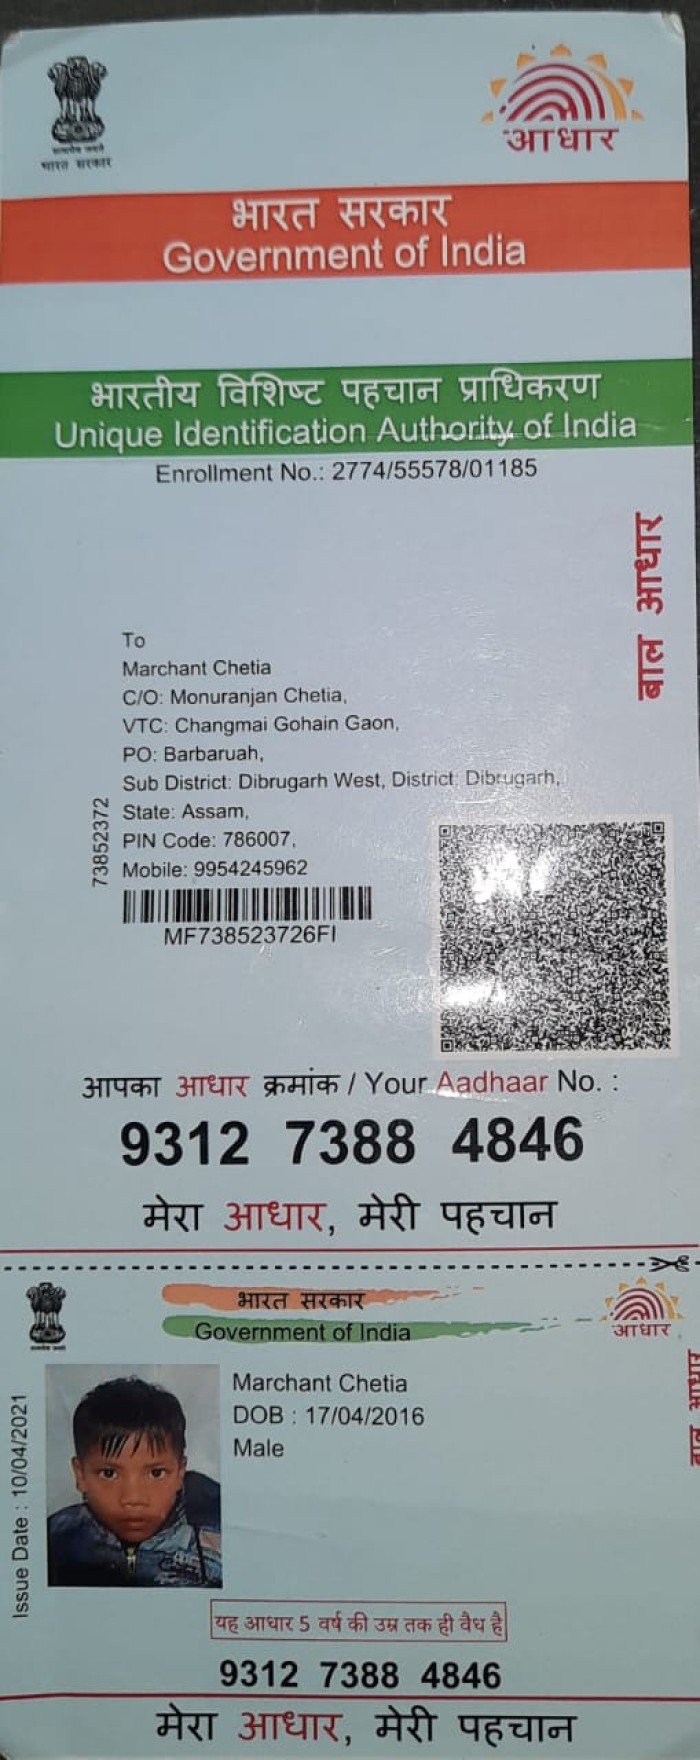 भारत सरकार
आधार
भारत सरकार
Government of India
भारतीय विशिष्ट पहचान प्राधिकरण
Unique Identification Authority of India
Enrollment No.: 2774/55578/01185
बाल आधार
To
Marchant Chetia
C/O: Monuranjan Chetia,
VTC: Changmai Gohain Gaon,
PO: Barbaruah,
Sub District: Dibrugarh West, District: Dibrugarh,
State: Assam,
PIN Code: 786007,
Mobile: 9954245962
73852372
MF738523726FI
आपका आधार क्रमांक / Your Aadhaar No. :
9312 7388 4846
मेरा आधार, मेरी पहचान
भारत सरकार
Government of India
आधार
बाल आधार
Issue Date : 10/04/2021
Marchant Chetia
DOB : 17/04/2016
Male
यह आधार 5 वर्ष की उम्र तक ही वैध है
9312 7388 4846
मेरा आधार, मेरी पहचान